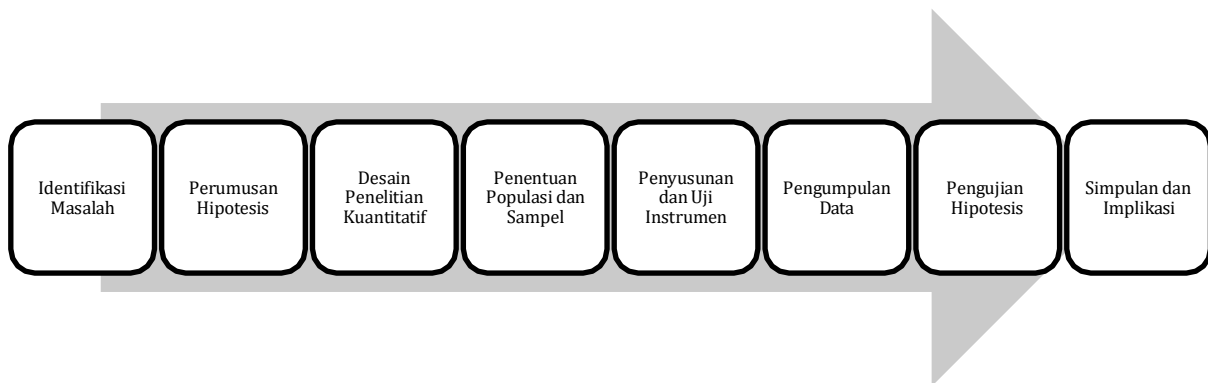 Identifikasi
Masalah
Perumusan
Hipotesis
Desain
Penelitian
Kuantitatif
Penentuan
Populasi dan
Sampel
Penyusunan
dan Uji
Instrumen
Pengumpulan
Data
Pengujian
Hipotesis
Simpulan dan
Implikasi